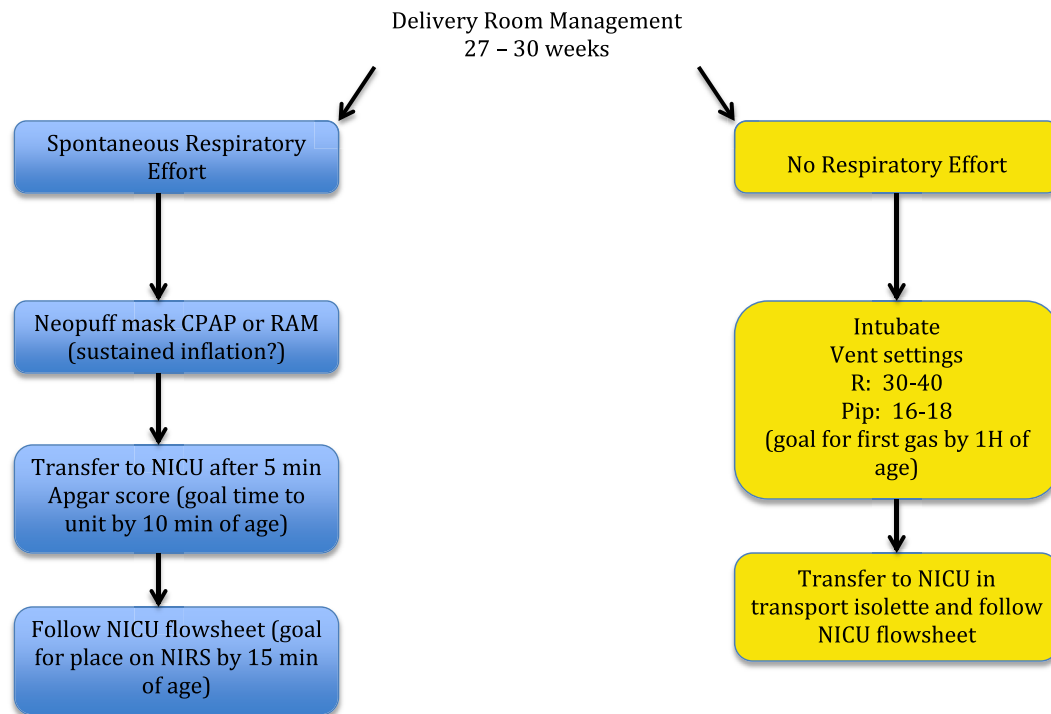 Delivery Room Management
27 – 30 weeks
Spontaneous Respiratory
Effort
No Respiratory Effort
Neopuff mask CPAP or RAM
(sustained inflation?)
Intubate
Vent settings
R: 30-40
Pip: 16-18
(goal for first gas by 1H of
age)
Transfer to NICU after 5 min
Apgar score (goal time to
unit by 10 min of age)
Transfer to NICU in
transport isolette and follow
NICU flowsheet
Follow NICU flowsheet (goal
for place on NIRS by 15 min
of age)